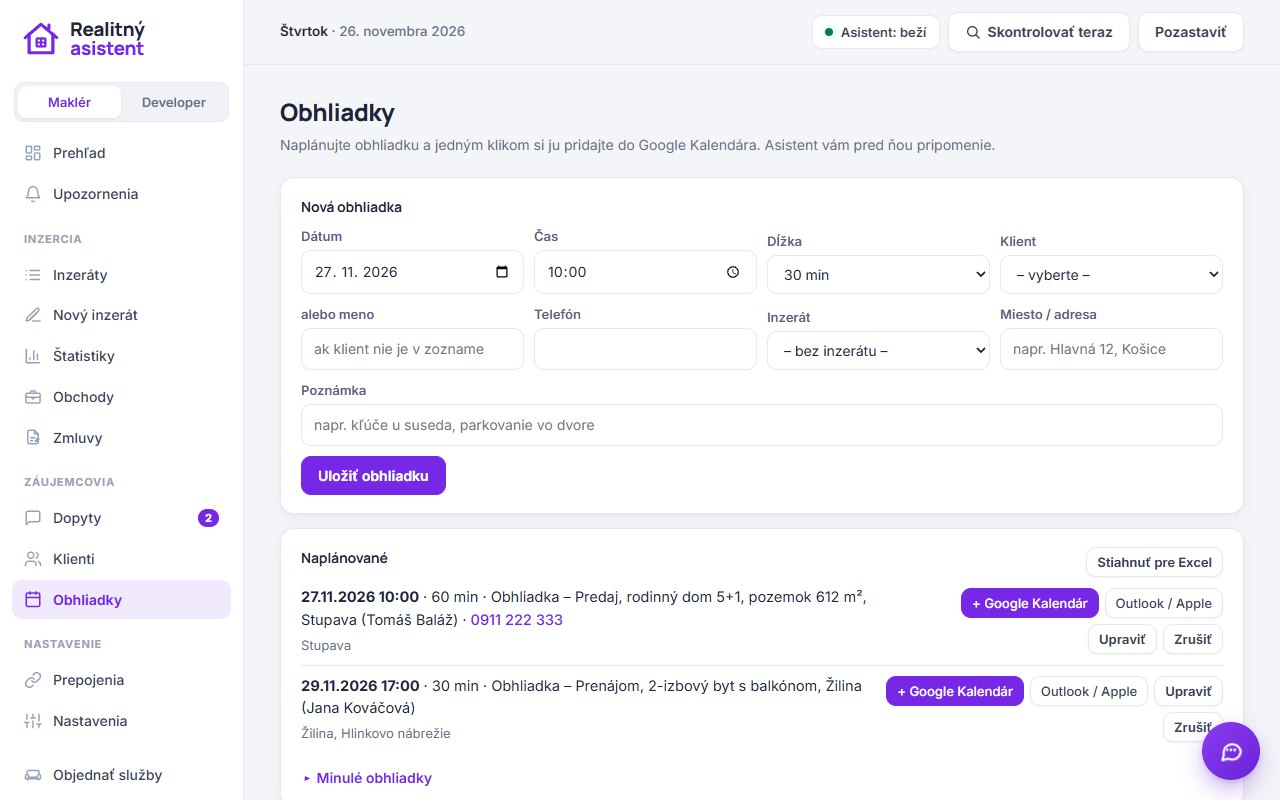 Realitný
asistent
Maklér
Developer
Prehľad
Upozornenia
INZERCIA
Inzeráty
Nový inzerát
Štatistiky
Obchody
Zmluvy
ZÁUJEMCOVIA
Dopyty 2
Klienti
Obhliadky
NASTAVENIE
Prepojenia
Nastavenia
Objednať služby
Štvrtok · 26. novembra 2026
Asistent: beží
Skontrolovať teraz
Pozastaviť
Obhliadky
Naplánujte obhliadku a jedným klikom si ju pridajte do Google Kalendára. Asistent vám pred ňou pripomenie.
Nová obhliadka
Dátum
27. 11. 2026
Čas
10:00
Dĺžka
30 min
Klient
– vyberte –
alebo meno
ak klient nie je v zozname
Telefón
Inzerát
– bez inzerátu –
Miesto / adresa
napr. Hlavná 12, Košice
Poznámka
napr. kľúče u suseda, parkovanie vo dvore
Uložiť obhliadku
Naplánované
Stiahnuť pre Excel
27.11.2026 10:00 · 60 min · Obhliadka – Predaj, rodinný dom 5+1, pozemok 612 m²,
Stupava (Tomáš Baláž) · 0911 222 333
Stupava
+ Google Kalendár
Outlook / Apple
Upraviť
Zrušiť
29.11.2026 17:00 · 30 min · Obhliadka – Prenájom, 2-izbový byt s balkónom, Žilina
(Jana Kováčová)
Žilina, Hlinkovo nábrežie
+ Google Kalendár
Outlook / Apple
Upraviť
Zrušiť
Minulé obhliadky